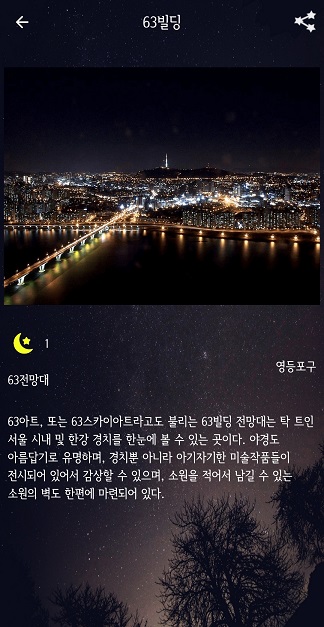 63빌딩
1
영등포구
63전망대
63아트, 또는 63스카이아트라고도 불리는 63빌딩 전망대는 탁 트인
서울 시내 및 한강 경치를 한눈에 볼 수 있는 곳이다. 야경도
아름답기로 유명하며, 경치뿐 아니라 아기자기한 미술작품들이
전시되어 있어서 감상할 수 있으며, 소원을 적어서 남길 수 있는
소원의 벽도 한편에 마련되어 있다.